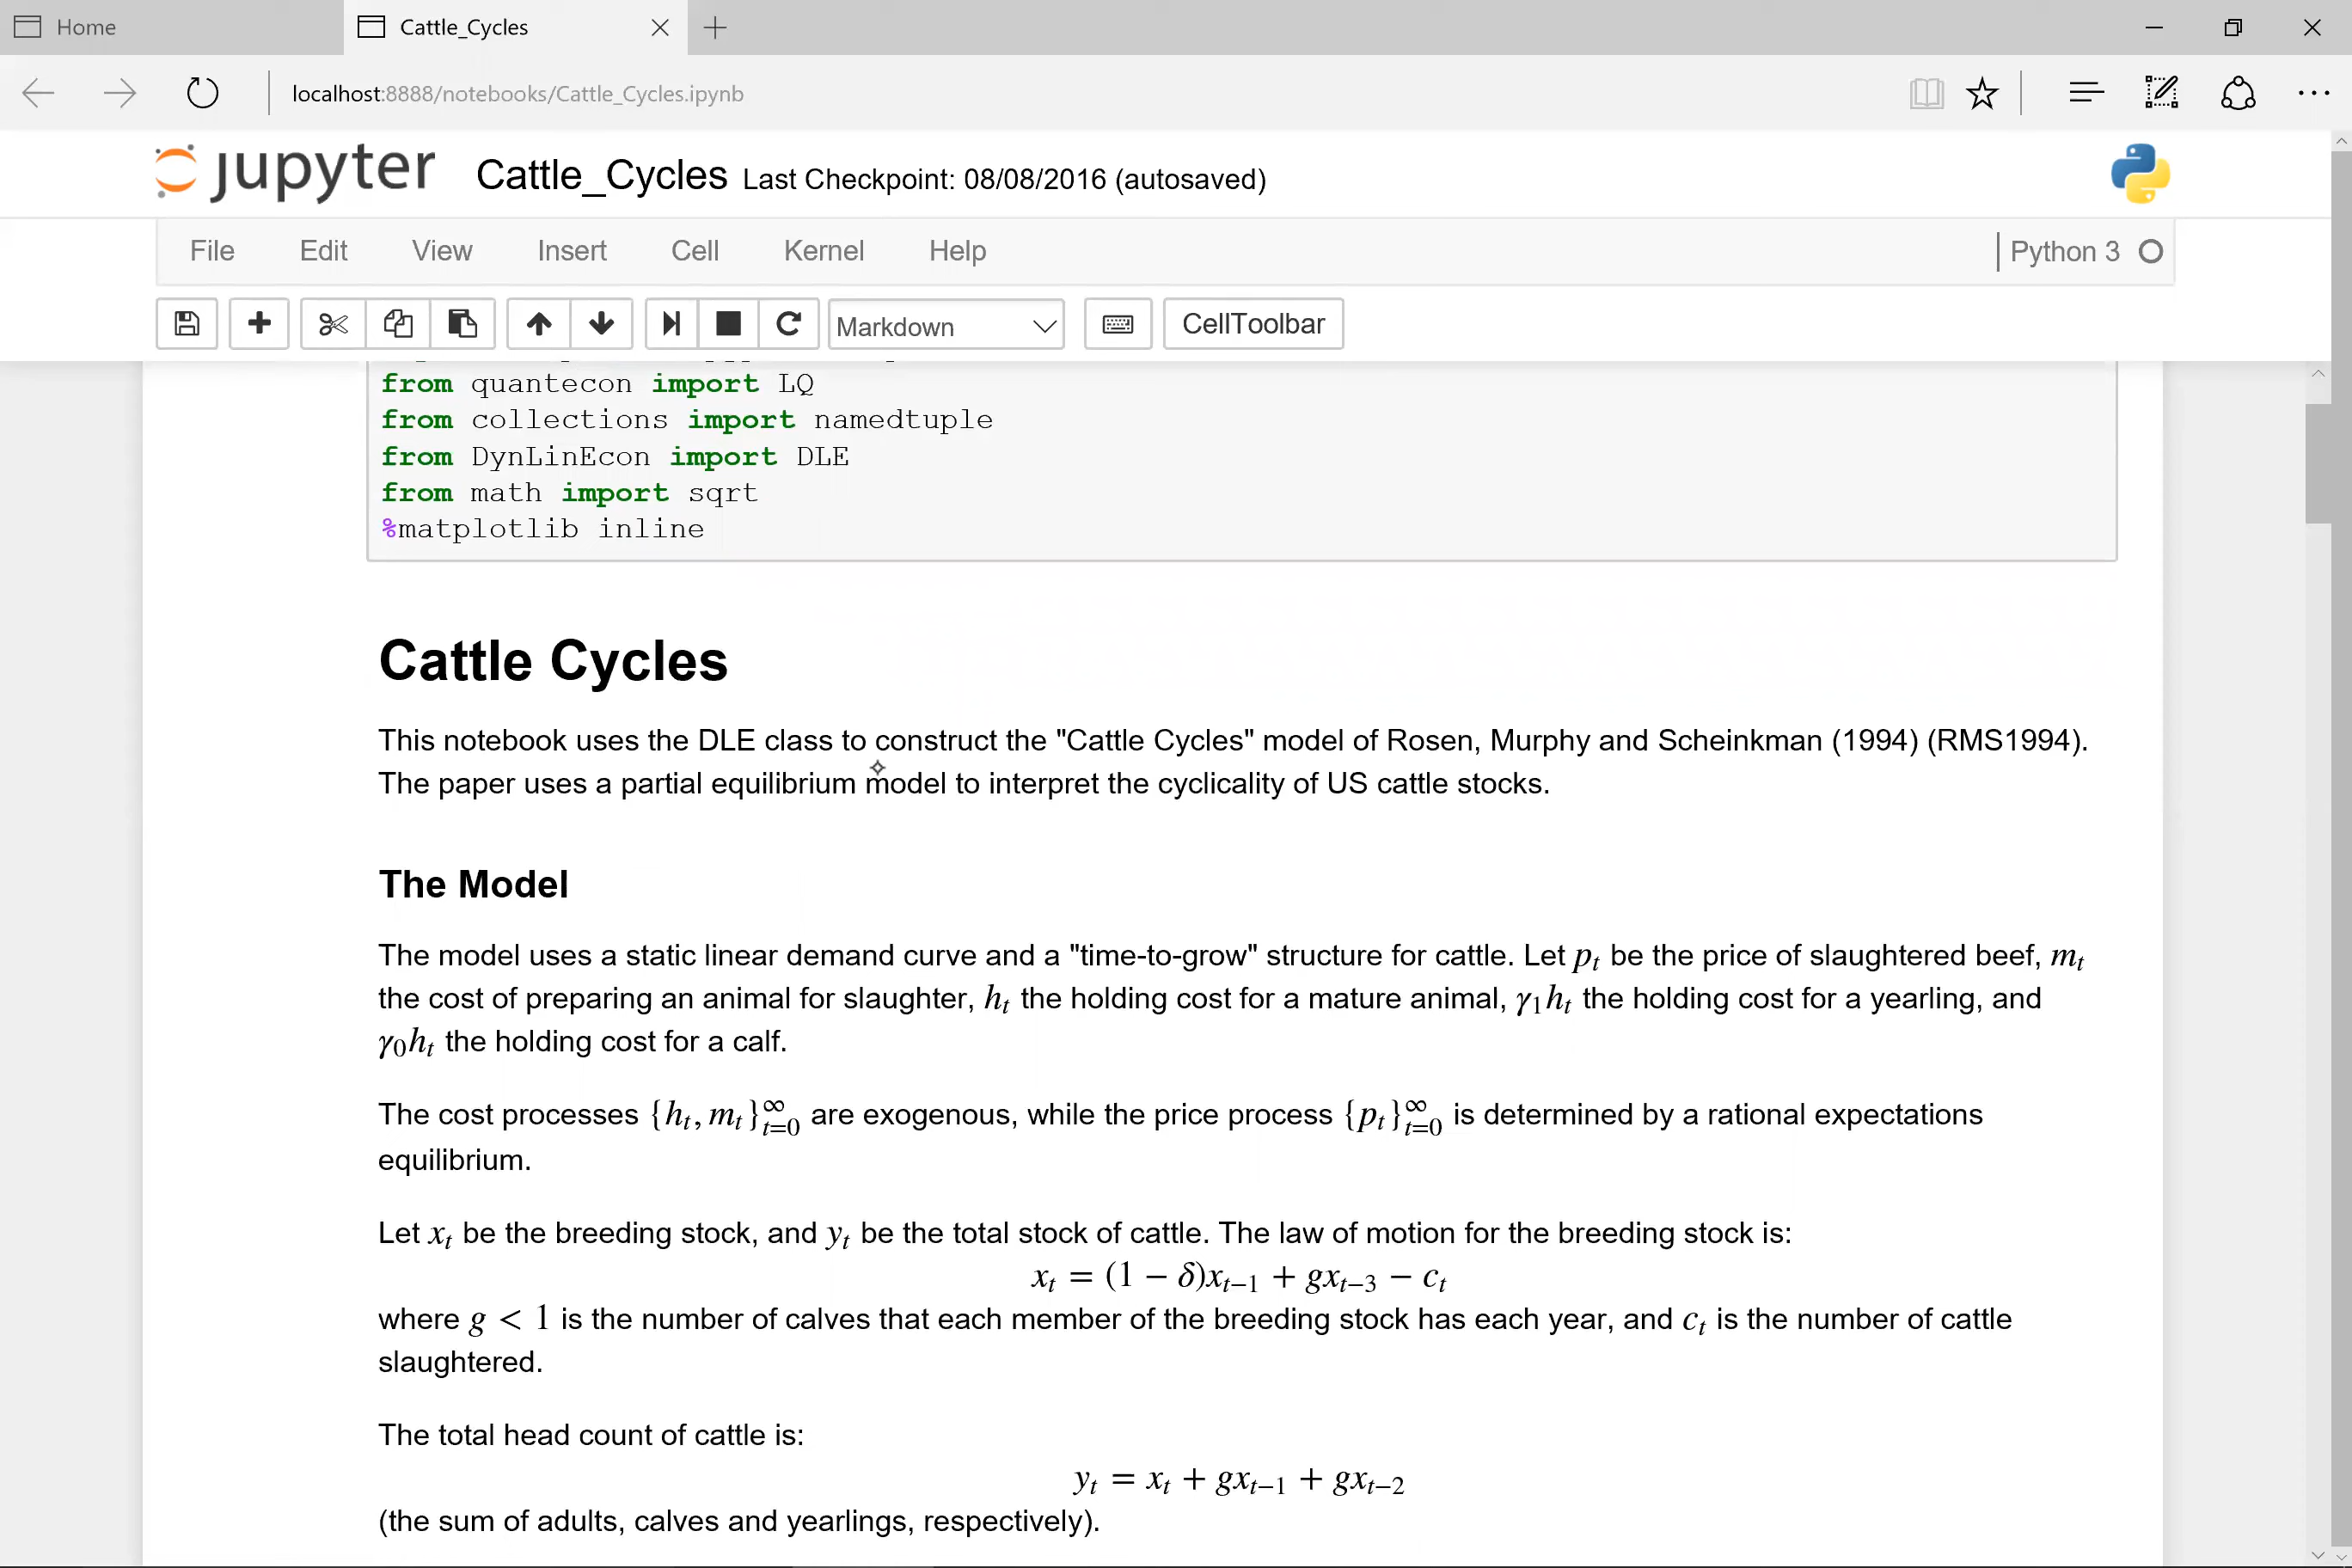 Home
Cattle_Cycles
localhost:8888/notebooks/Cattle_Cycles.ipynb
jupyter Cattle_Cycles Last Checkpoint: 08/08/2016 (autosaved)
File Edit View Insert Cell Kernel Help Python 3
Markdown CellToolbar
from quantecon import LQ
from collections import namedtuple
from DynLinEcon import DLE
from math import sqrt
%matplotlib inline
Cattle Cycles
This notebook uses the DLE class to construct the "Cattle Cycles" model of Rosen, Murphy and Scheinkman (1994) (RMS1994).
The paper uses a partial equilibrium model to interpret the cyclicality of US cattle stocks.
The Model
The model uses a static linear demand curve and a "time-to-grow" structure for cattle. Let $p_t$ be the price of slaughtered beef, $m_t$
the cost of preparing an animal for slaughter, $h_t$ the holding cost for a mature animal, $\gamma_1 h_t$ the holding cost for a yearling, and
$\gamma_0 h_t$ the holding cost for a calf.
The cost processes $\{h_t, m_t\}_{t=0}^{\infty}$ are exogenous, while the price process $\{p_t\}_{t=0}^{\infty}$ is determined by a rational expectations
equilibrium.
Let $x_t$ be the breeding stock, and $y_t$ be the total stock of cattle. The law of motion for the breeding stock is:
$x_t = (1 - \delta)x_{t-1} + gx_{t-3} - c_t$
where $g < 1$ is the number of calves that each member of the breeding stock has each year, and $c_t$ is the number of cattle
slaughtered.
The total head count of cattle is:
$y_t = x_t + gx_{t-1} + gx_{t-2}$
(the sum of adults, calves and yearlings, respectively).